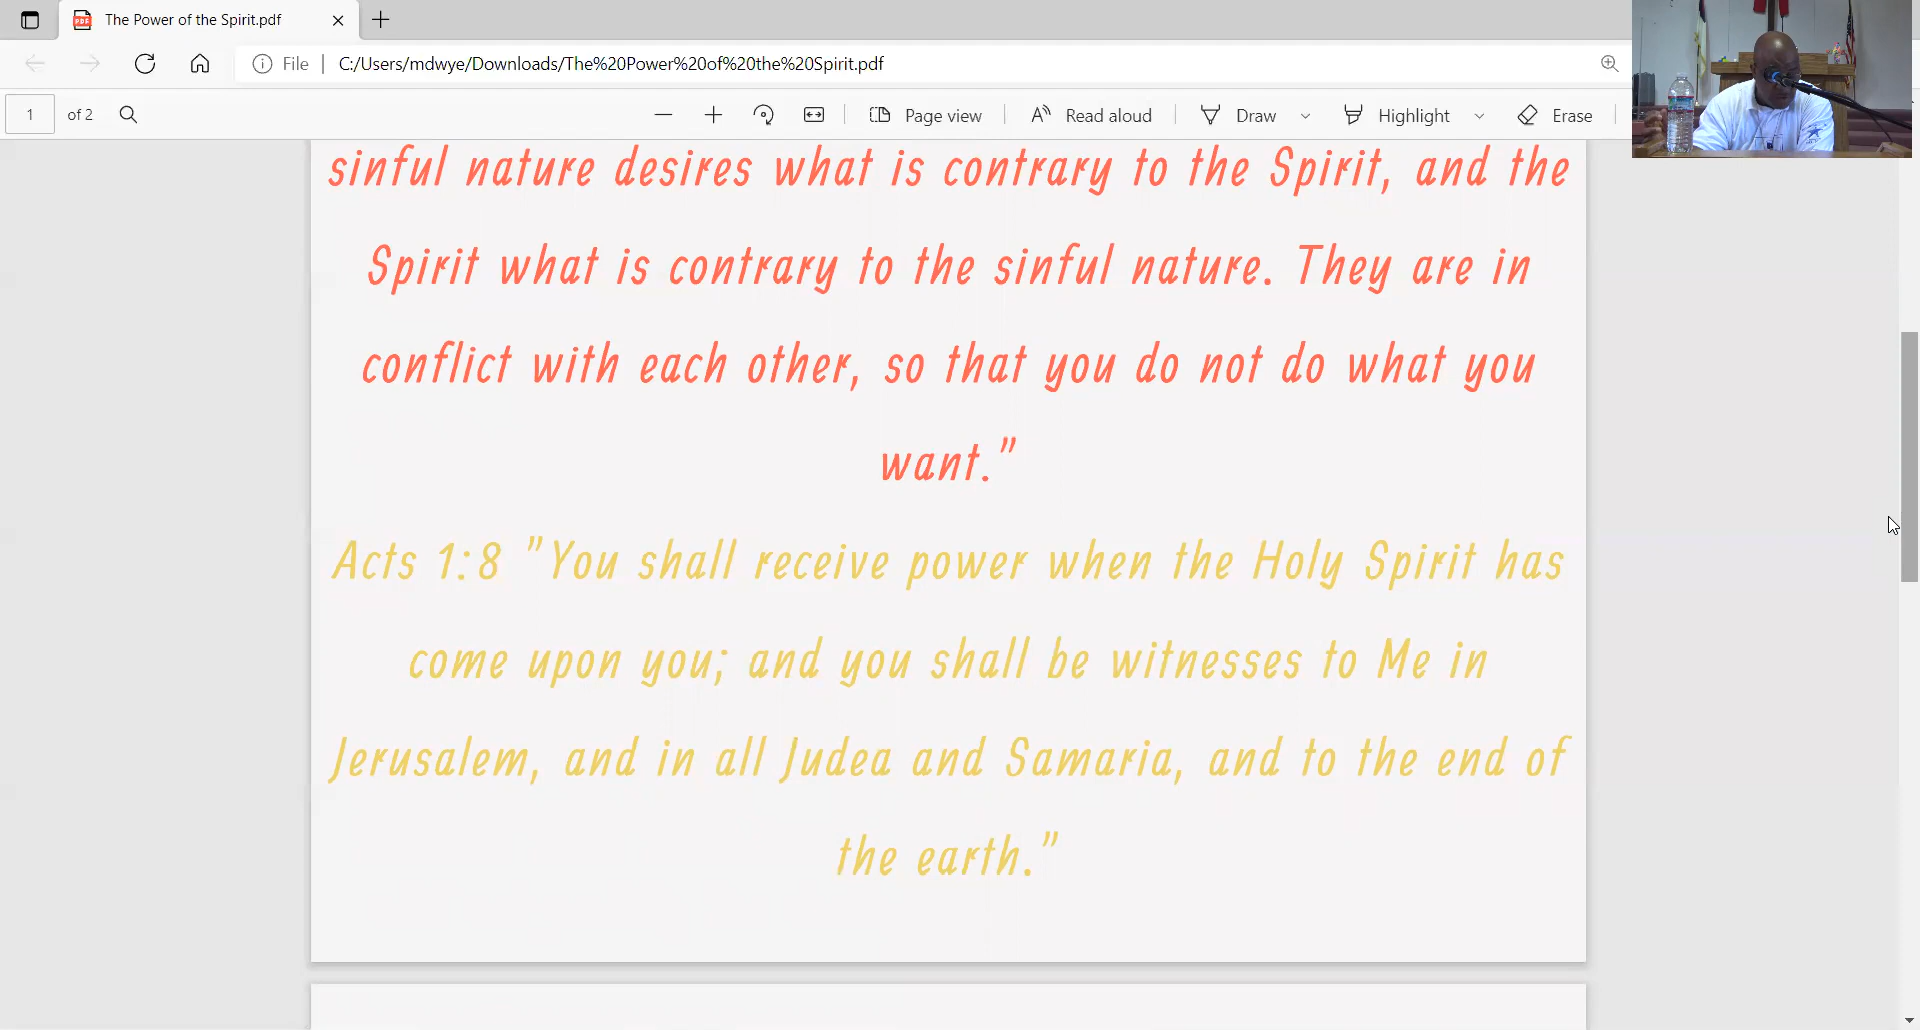 The Power of the Spirit.pdf
File
C:/Users/mdwye/Downloads/The%20Power%20of%20the%20Spirit.pdf
1 of 2
Page view
Read aloud
Draw
Highlight
Erase
sinful nature desires what is contrary to the Spirit, and the
Spirit what is contrary to the sinful nature. They are in
conflict with each other, so that you do not do what you
want."
Acts 1:8 "You shall receive power when the Holy Spirit has
come upon you; and you shall be witnesses to Me in
Jerusalem, and in all Judea and Samaria, and to the end of
the earth."